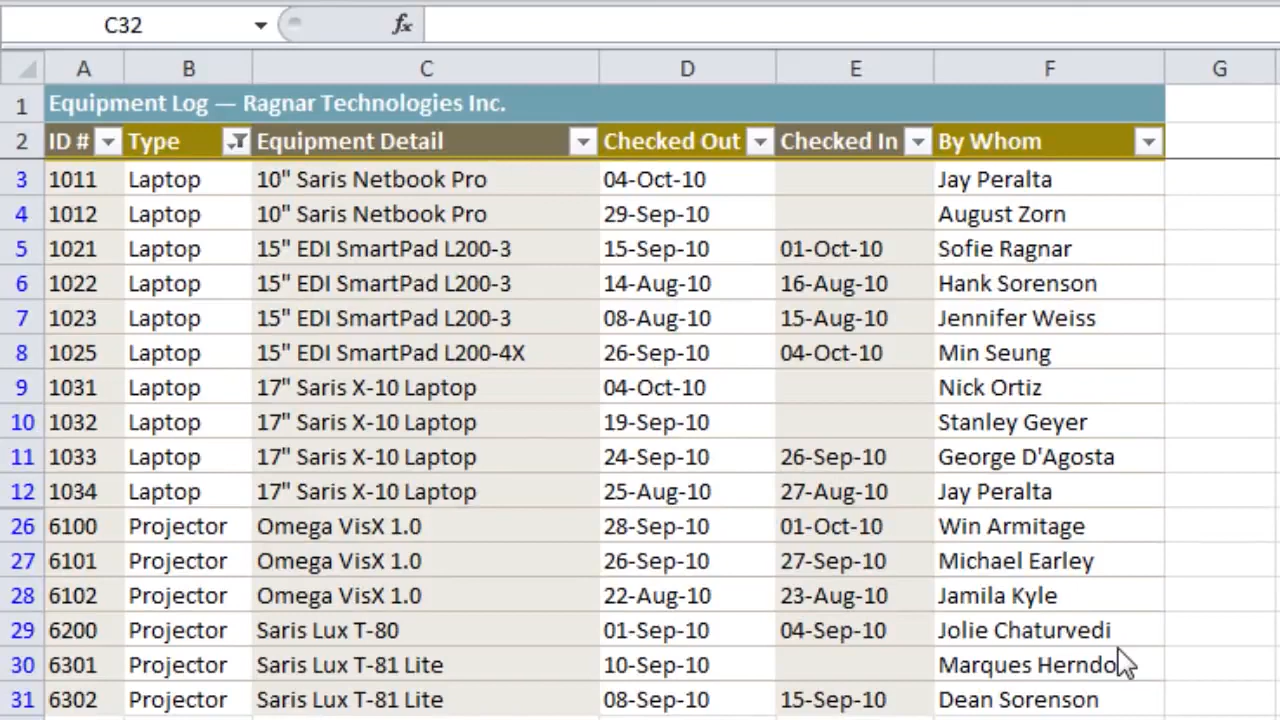 C32 fx
A B C D E F G
1 Equipment Log — Ragnar Technologies Inc.
2 ID # Type Equipment Detail Checked Out Checked In By Whom
3 1011 Laptop 10" Saris Netbook Pro 04-Oct-10 Jay Peralta
4 1012 Laptop 10" Saris Netbook Pro 29-Sep-10 August Zorn
5 1021 Laptop 15" EDI SmartPad L200-3 15-Sep-10 01-Oct-10 Sofie Ragnar
6 1022 Laptop 15" EDI SmartPad L200-3 14-Aug-10 16-Aug-10 Hank Sorenson
7 1023 Laptop 15" EDI SmartPad L200-3 08-Aug-10 15-Aug-10 Jennifer Weiss
8 1025 Laptop 15" EDI SmartPad L200-4X 26-Sep-10 04-Oct-10 Min Seung
9 1031 Laptop 17" Saris X-10 Laptop 04-Oct-10 Nick Ortiz
10 1032 Laptop 17" Saris X-10 Laptop 19-Sep-10 Stanley Geyer
11 1033 Laptop 17" Saris X-10 Laptop 24-Sep-10 26-Sep-10 George D'Agosta
12 1034 Laptop 17" Saris X-10 Laptop 25-Aug-10 27-Aug-10 Jay Peralta
26 6100 Projector Omega VisX 1.0 28-Sep-10 01-Oct-10 Win Armitage
27 6101 Projector Omega VisX 1.0 26-Sep-10 27-Sep-10 Michael Earley
28 6102 Projector Omega VisX 1.0 22-Aug-10 23-Aug-10 Jamila Kyle
29 6200 Projector Saris Lux T-80 01-Sep-10 04-Sep-10 Jolie Chaturvedi
30 6301 Projector Saris Lux T-81 Lite 10-Sep-10 Marques Herndo
31 6302 Projector Saris Lux T-81 Lite 08-Sep-10 15-Sep-10 Dean Sorenson